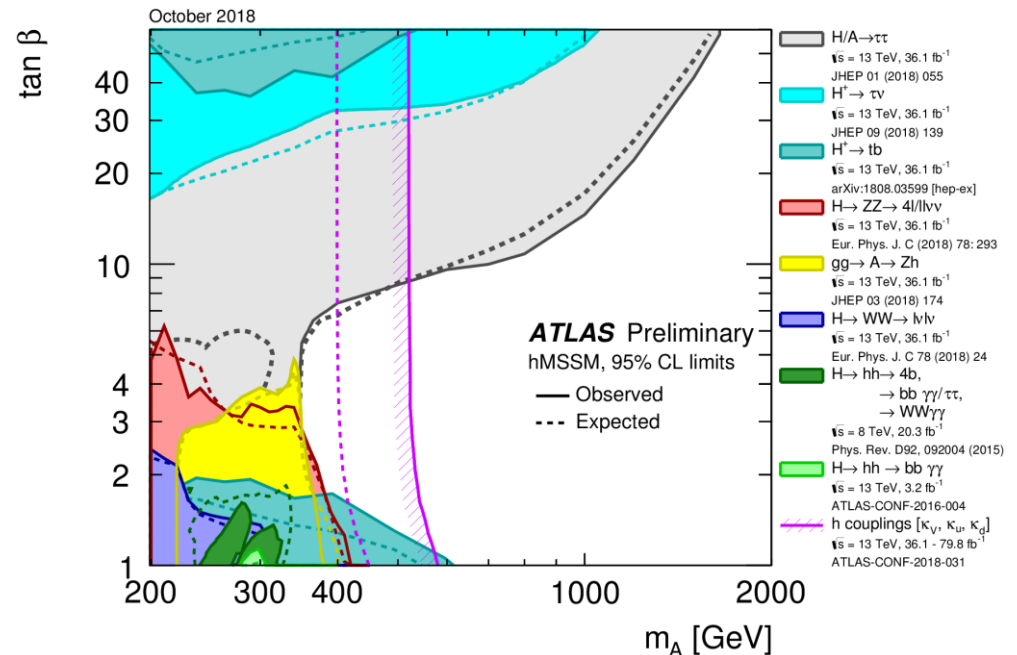 October 2018
tan β
40
30
20
10
4
3
2
1
200
300
400
1000
2000
m_A [GeV]
ATLAS Preliminary
hMSSM, 95% CL limits
Observed
Expected
H/A→ττ
√s = 13 TeV, 36.1 fb⁻¹
JHEP 01 (2018) 055
H⁺→ τν
√s = 13 TeV, 36.1 fb⁻¹
JHEP 09 (2018) 139
H⁺→ tb
√s = 13 TeV, 36.1 fb⁻¹
arXiv:1808.03599 [hep-ex]
H→ ZZ→ 4l/llνν
√s = 13 TeV, 36.1 fb⁻¹
Eur. Phys. J. C (2018) 78:293
gg→ A→ Zh
√s = 13 TeV, 36.1 fb⁻¹
JHEP 03 (2018) 174
H→ WW→ lνlν
√s = 13 TeV, 36.1 fb⁻¹
Eur. Phys. J. C 78 (2018) 24
H→ hh→ 4b,
→ bb γγ/ττ,
→ WWγγ
√s = 8 TeV, 20.3 fb⁻¹
Phys. Rev. D92, 092004 (2015)
H→ hh → bb γγ
√s = 13 TeV, 3.2 fb⁻¹
ATLAS-CONF-2016-004
h couplings [κ_V, κ_u, κ_d]
√s = 13 TeV, 36.1 - 79.8 fb⁻¹
ATLAS-CONF-2018-031